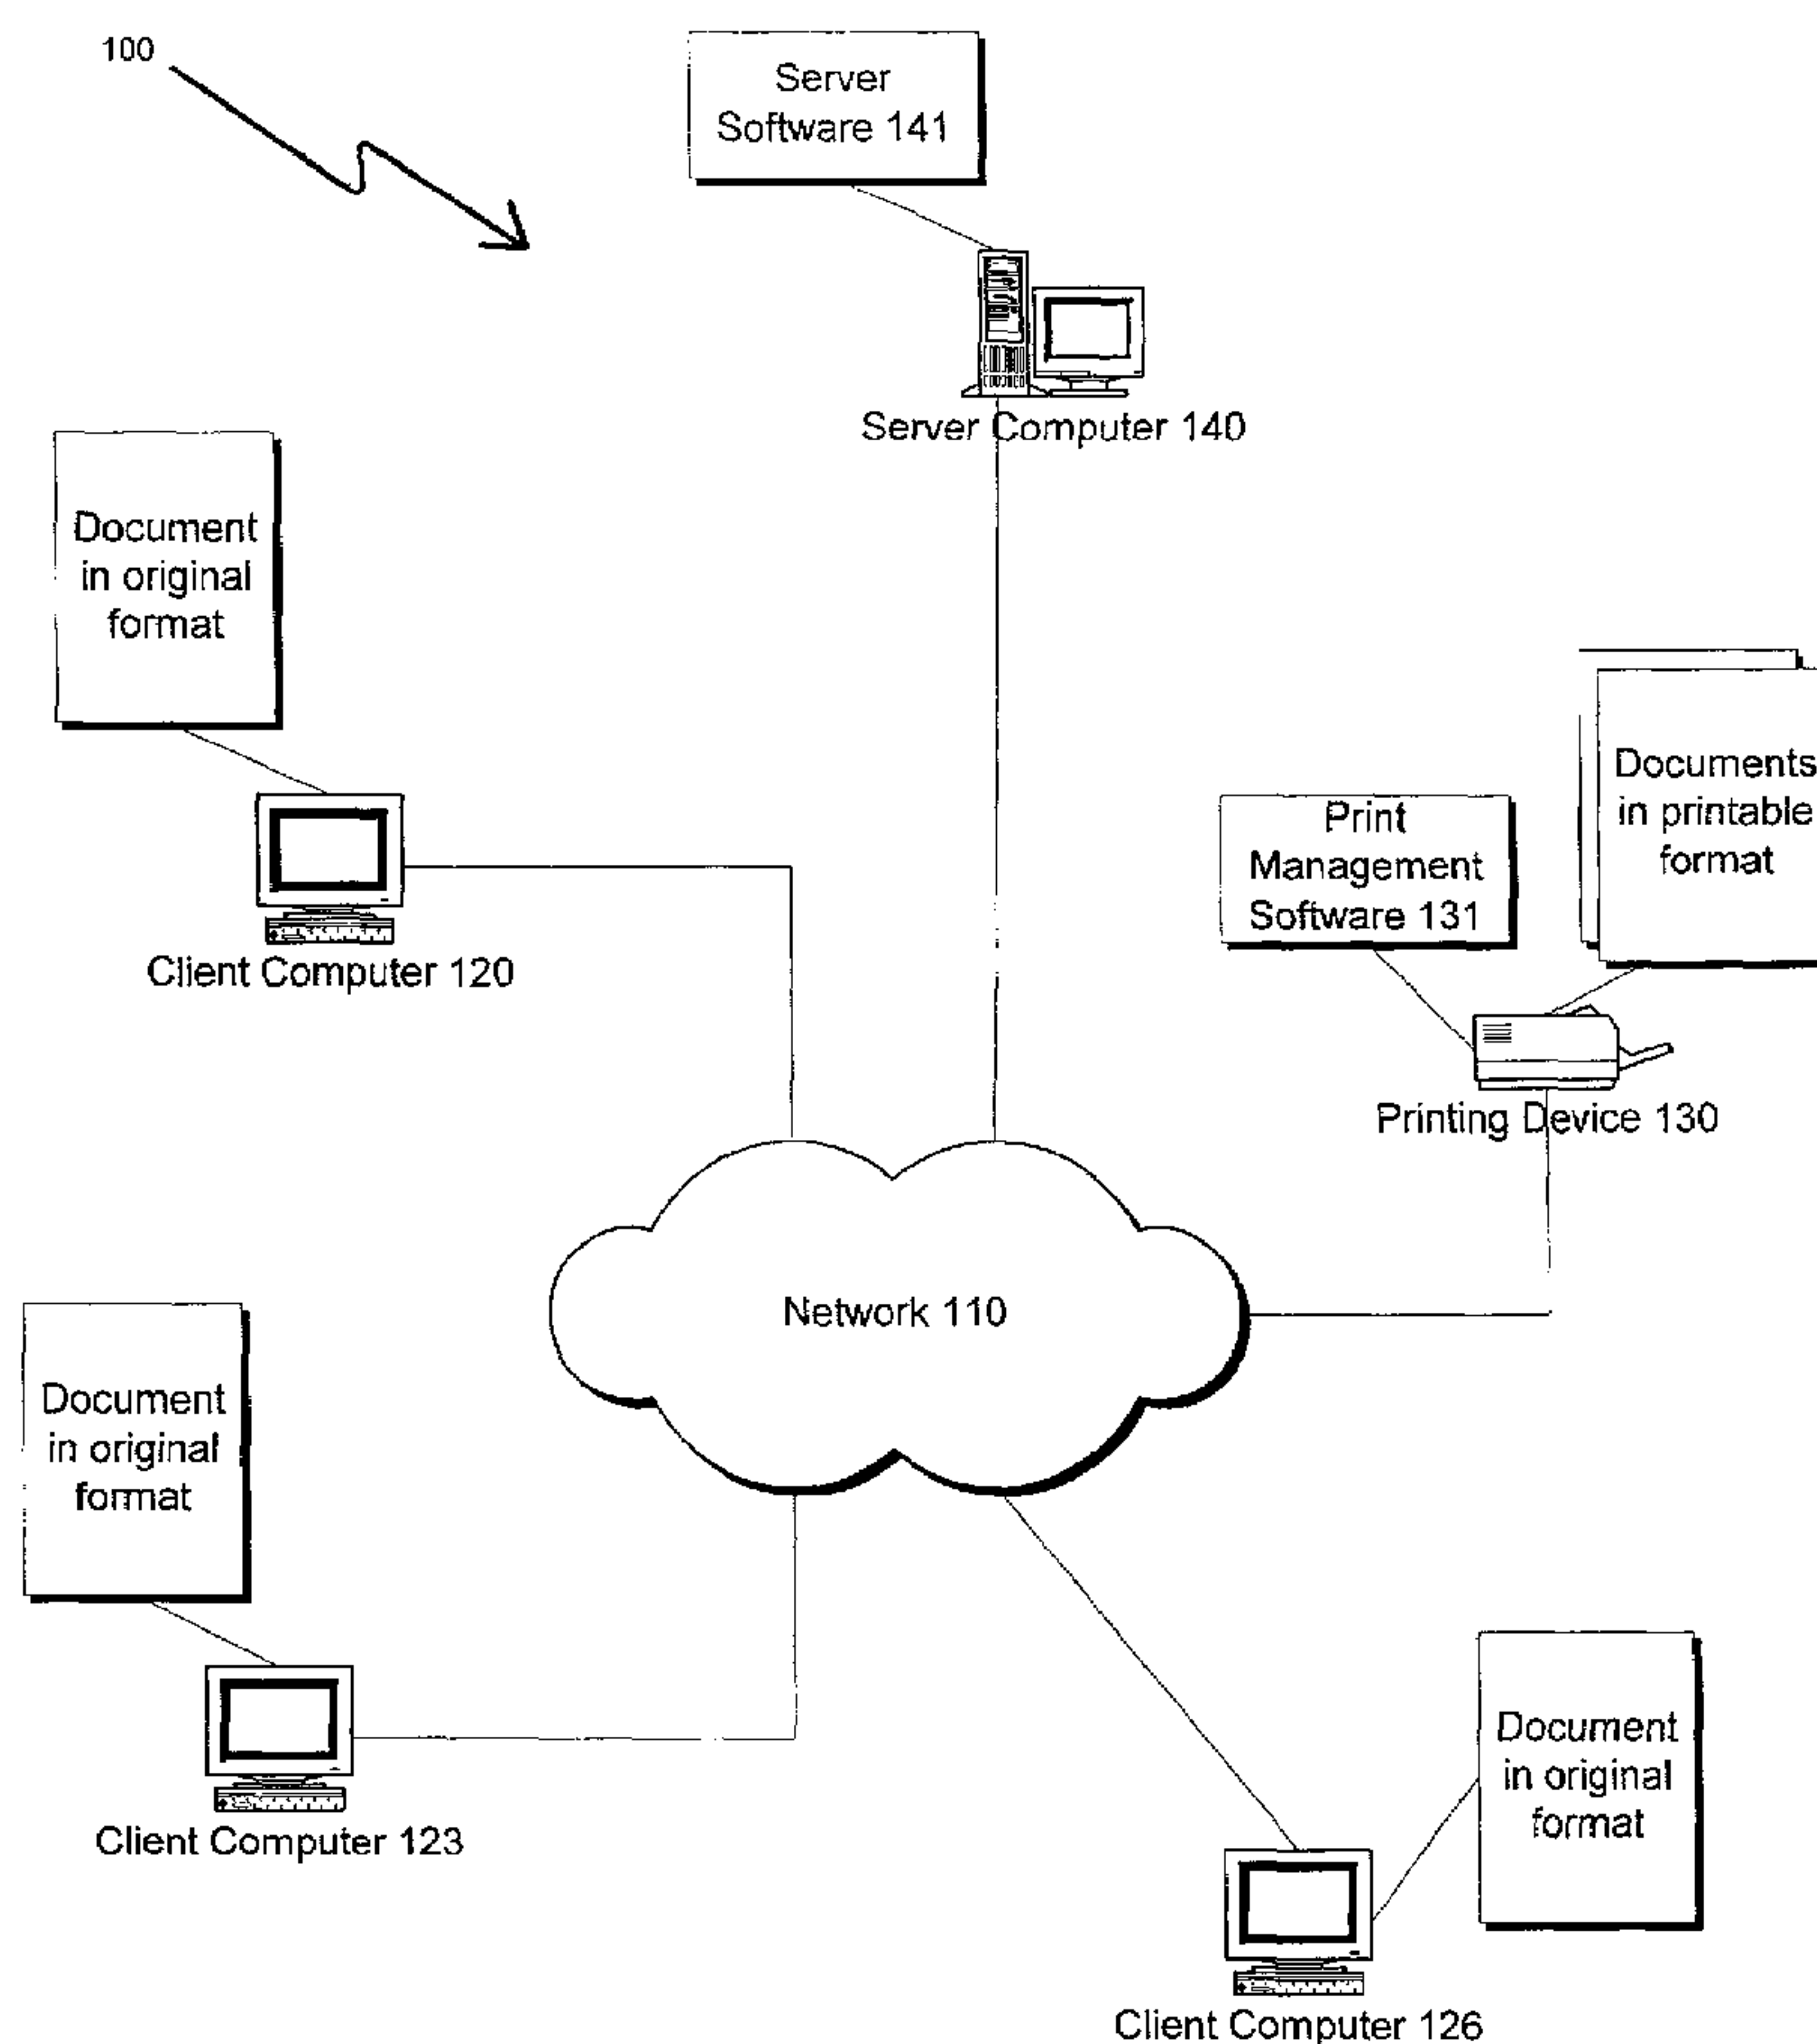 100
Server
Software 141
Server Computer 140
Document
in original
format
Client Computer 120
Documents
in printable
format
Print
Management
Software 131
Printing Device 130
Network 110
Document
in original
format
Client Computer 123
Document
in original
format
Client Computer 126